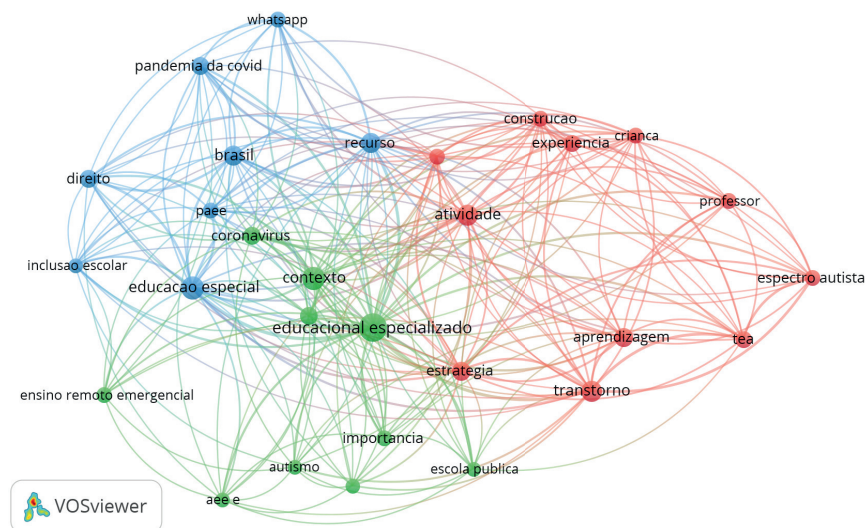 whatsapp
pandemia da covid
construcao
crianca
recurso
experiencia
brasil
direito
professor
paee
atividade
coronavirus
inclusao escolar
contexto
espectro autista
educacao especial
educacional especializado
aprendizagem
tea
estrategia
transtorno
ensino remoto emergencial
importancia
autismo
escola publica
aee e
VOSviewer